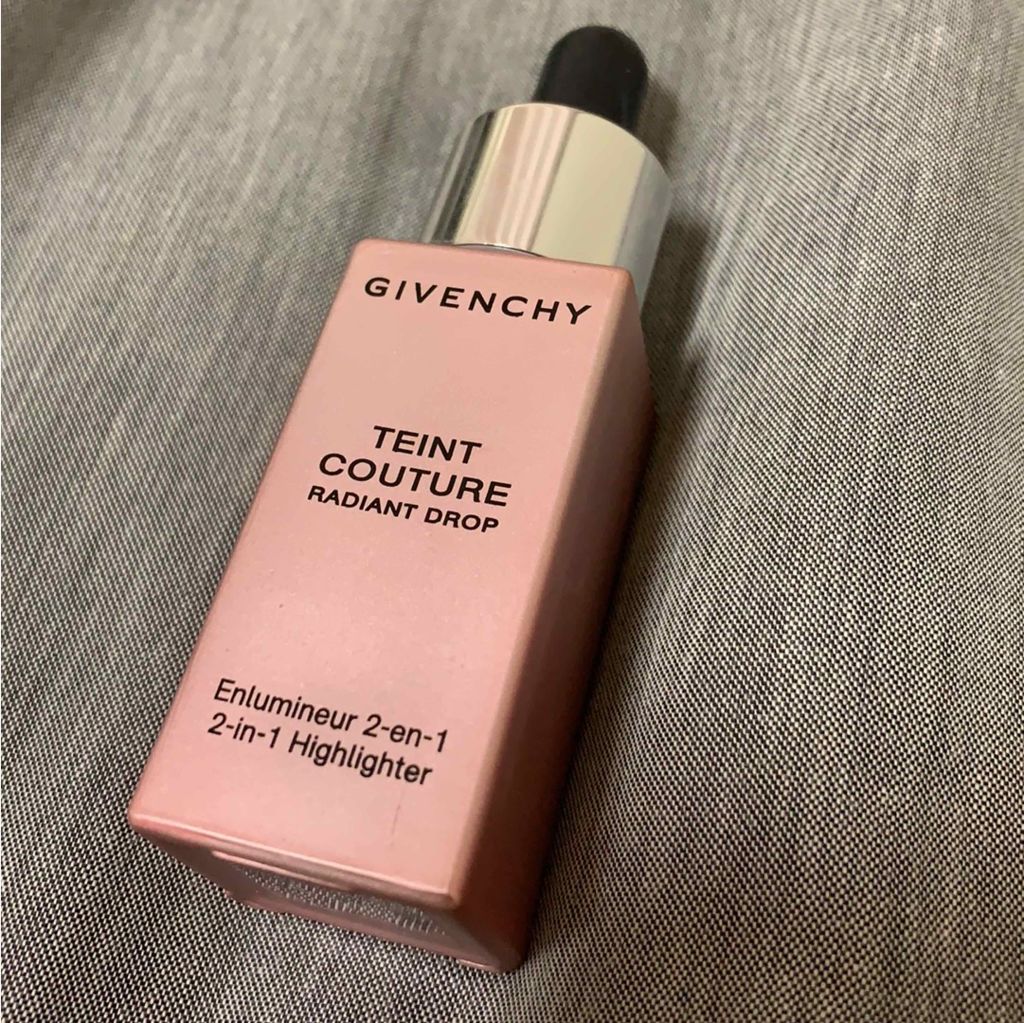 GIVENCHY
TEINT
COUTURE
RADIANT DROP
Enlumineur 2-en-1
2-in-1 Highlighter